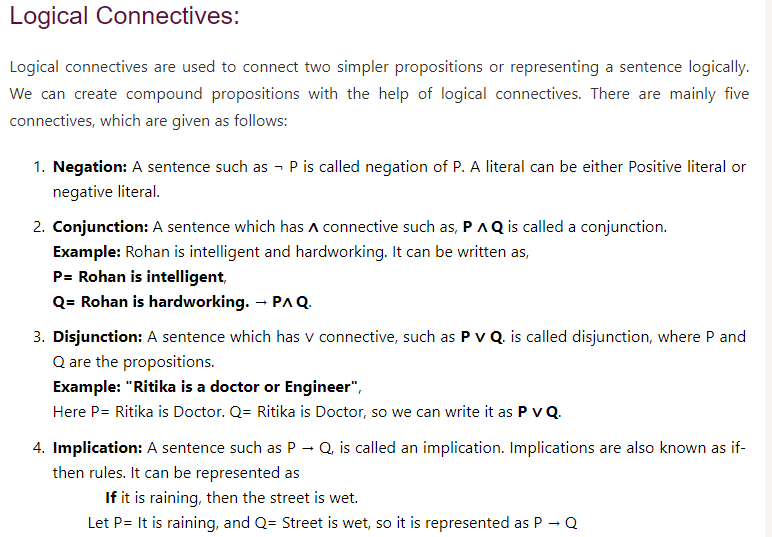 Logical Connectives:
Logical connectives are used to connect two simpler propositions or representing a sentence logically.
We can create compound propositions with the help of logical connectives. There are mainly five
connectives, which are given as follows:
1. Negation: A sentence such as ¬ P is called negation of P. A literal can be either Positive literal or
negative literal.
2. Conjunction: A sentence which has ∧ connective such as, P ∧ Q is called a conjunction.
Example: Rohan is intelligent and hardworking. It can be written as,
P= Rohan is intelligent,
Q= Rohan is hardworking. → P∧ Q.
3. Disjunction: A sentence which has ∨ connective, such as P ∨ Q. is called disjunction, where P and
Q are the propositions.
Example: "Ritika is a doctor or Engineer",
Here P= Ritika is Doctor. Q= Ritika is Doctor, so we can write it as P ∨ Q.
4. Implication: A sentence such as P → Q, is called an implication. Implications are also known as if-
then rules. It can be represented as
If it is raining, then the street is wet.
Let P= It is raining, and Q= Street is wet, so it is represented as P → Q